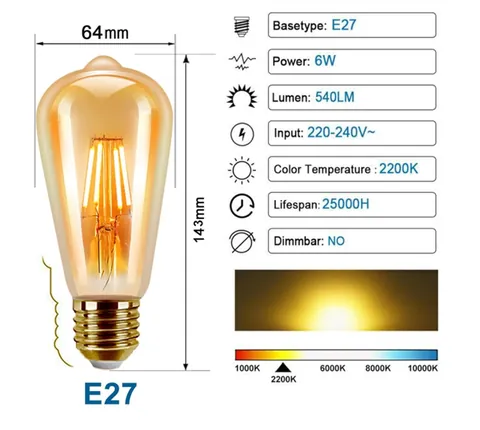 64mm
143mm
E27
Basetype: E27
Power: 6W
Lumen: 540LM
Input: 220-240V~
Color Temperature : 2200K
Lifespan: 25000H
Dimmbar: NO
1000K 6000K 8000K 10000K
2200K